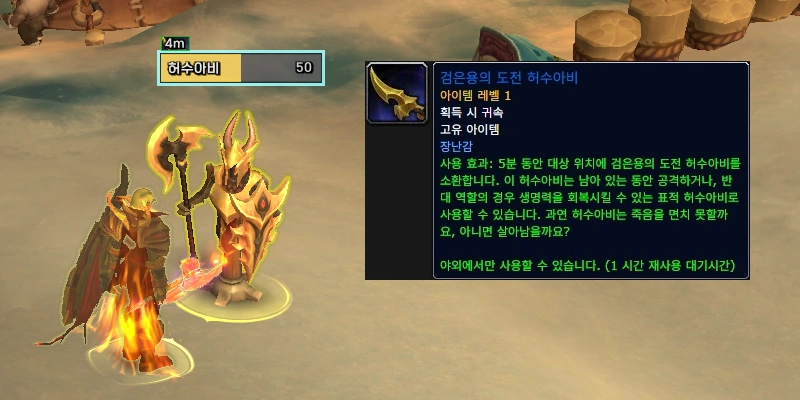 4m
허수아비 50
검은용의 도전 허수아비
아이템 레벨 1
획득 시 귀속
고유 아이템
장난감
사용 효과: 5분 동안 대상 위치에 검은용의 도전 허수아비를
소환합니다. 이 허수아비는 남아 있는 동안 공격하거나, 반
대 역할의 경우 생명력을 회복시킬 수 있는 표적 허수아비로
사용할 수 있습니다. 과연 허수아비는 죽음을 면치 못할까
요, 아니면 살아남을까요?
야외에서만 사용할 수 있습니다. (1 시간 재사용 대기시간)